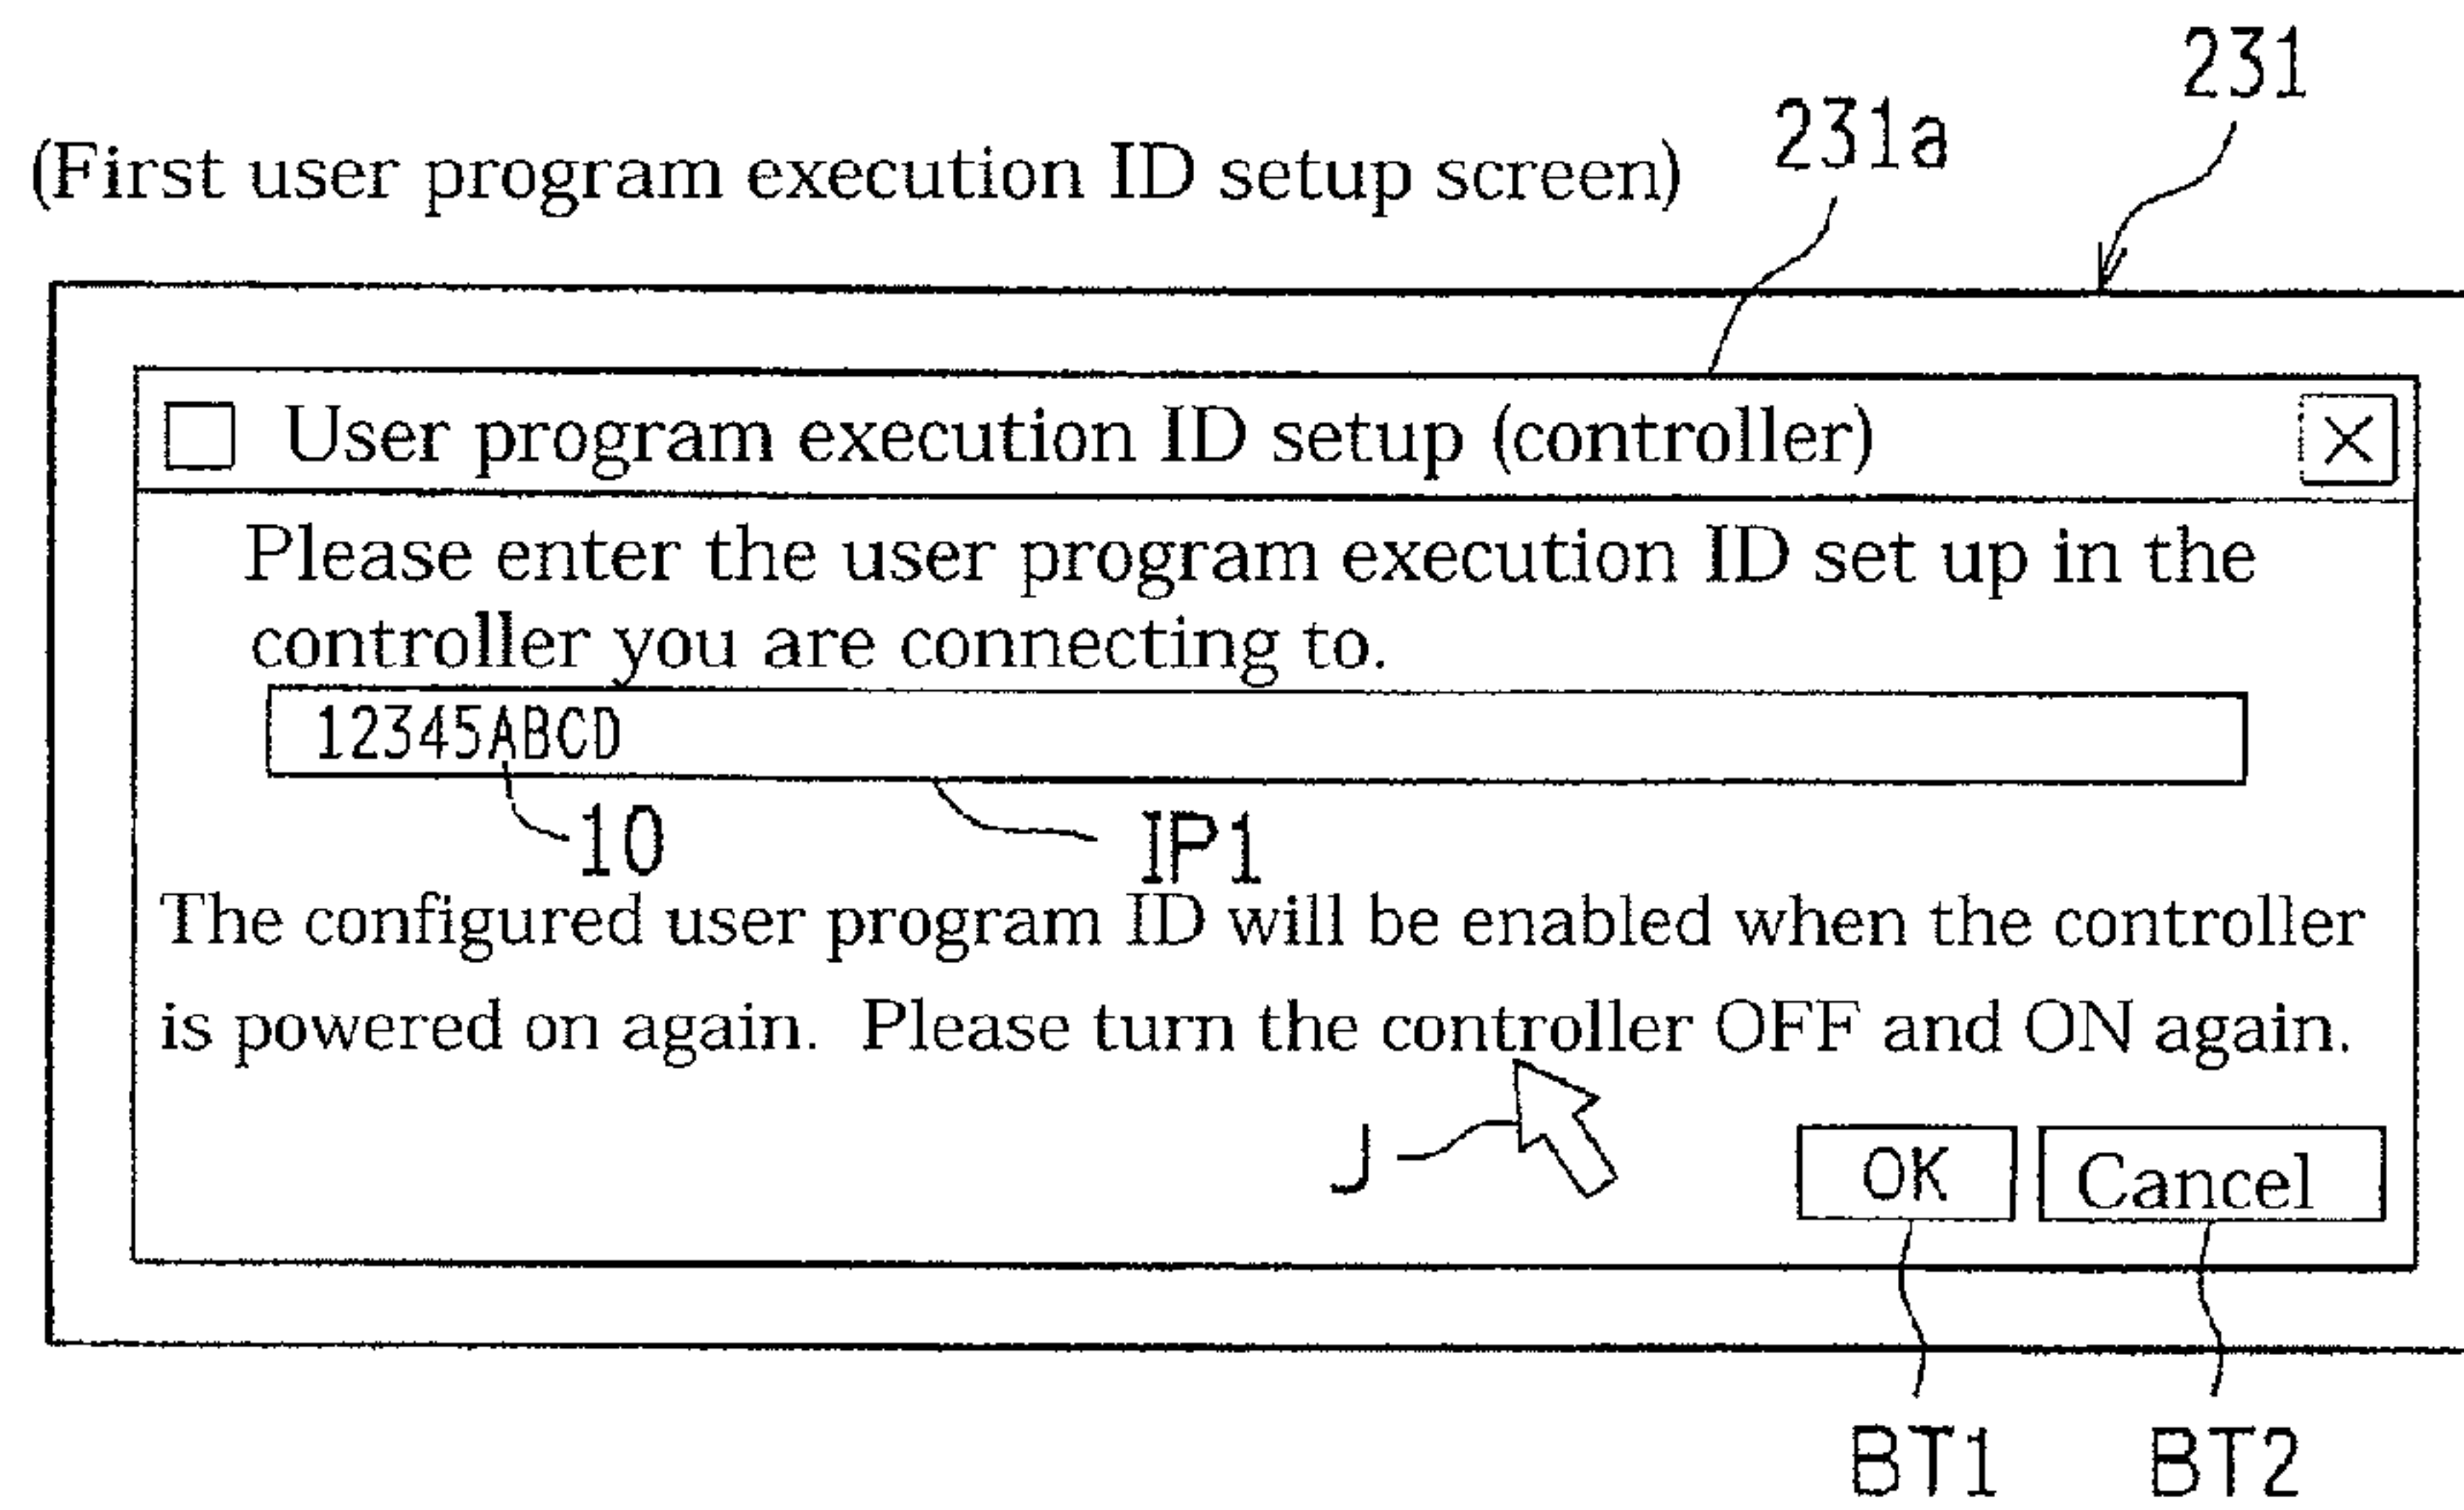 231
231a
(First user program execution ID setup screen)
User program execution ID setup (controller)
Please enter the user program execution ID set up in the
controller you are connecting to.
12345ABCD
10
IP1
The configured user program ID will be enabled when the controller
is powered on again. Please turn the controller OFF and ON again.
J
OK
Cancel
BT1
BT2